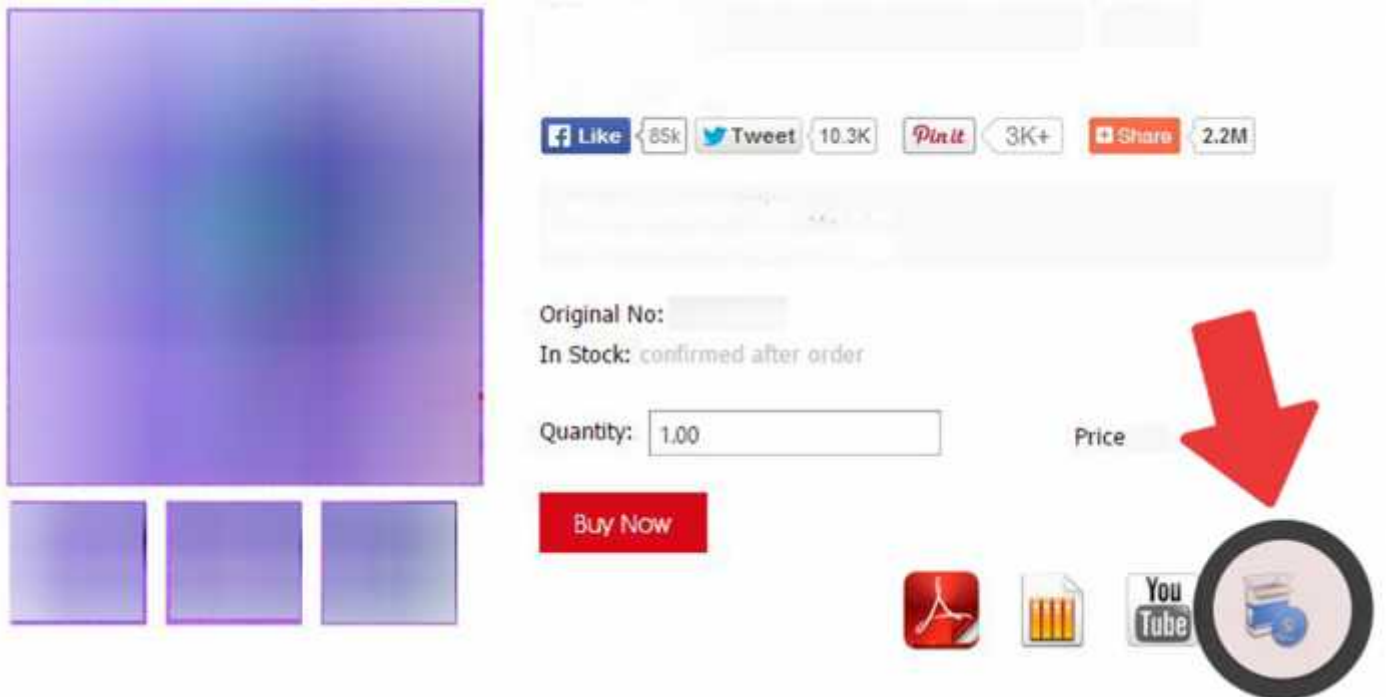 Like 85k Tweet 10.3K Pin it 3K+ Share 2.2M
Original No:
In Stock: confirmed after order
Quantity: 1.00 Price
Buy Now
You
Tube